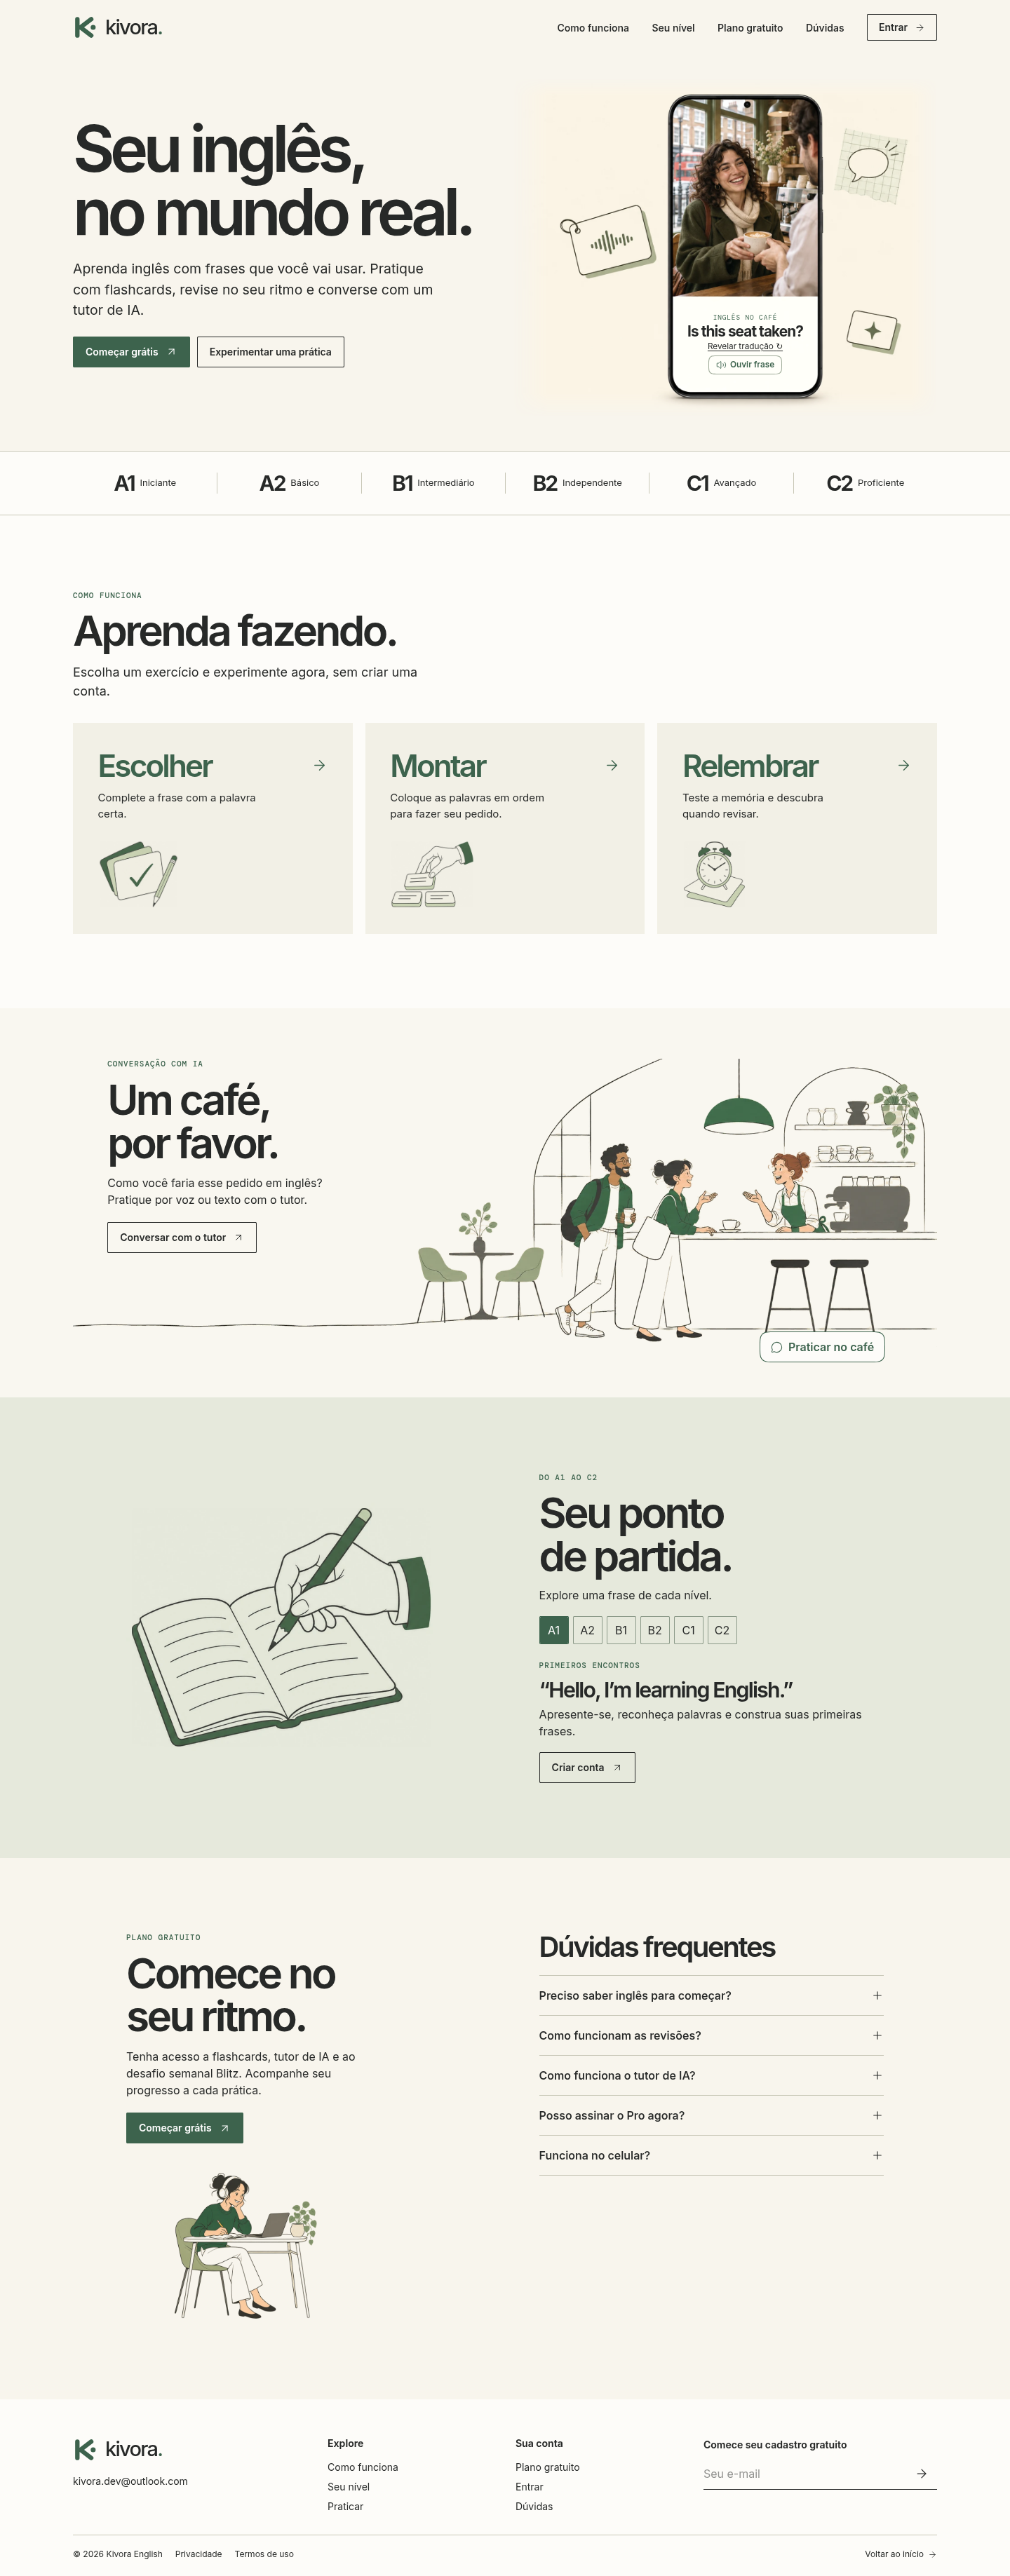 kivora.
Como funciona
Seu nível
Plano gratuito
Dúvidas
Entrar →
Seu inglês,
no mundo real.
Aprenda inglês com frases que você vai usar. Pratique
com flashcards, revise no seu ritmo e converse com um
tutor de IA.
Começar grátis ↗
Experimentar uma prática
INGLÊS NO CAFÉ
Is this seat taken?
Revelar tradução ↻
Ouvir frase
A1 Iniciante
A2 Básico
B1 Intermediário
B2 Independente
C1 Avançado
C2 Proficiente
COMO FUNCIONA
Aprenda fazendo.
Escolha um exercício e experimente agora, sem criar uma
conta.
Escolher →
Complete a frase com a palavra
certa.
Montar →
Coloque as palavras em ordem
para fazer seu pedido.
Relembrar →
Teste a memória e descubra
quando revisar.
CONVERSAÇÃO COM IA
Um café,
por favor.
Como você faria esse pedido em inglês?
Pratique por voz ou texto com o tutor.
Conversar com o tutor ↗
Praticar no café
DO A1 AO C2
Seu ponto
de partida.
Explore uma frase de cada nível.
A1 A2 B1 B2 C1 C2
PRIMEIROS ENCONTROS
“Hello, I’m learning English.”
Apresente-se, reconheça palavras e construa suas primeiras
frases.
Criar conta ↗
PLANO GRATUITO
Comece no
seu ritmo.
Tenha acesso a flashcards, tutor de IA e ao
desafio semanal Blitz. Acompanhe seu
progresso a cada prática.
Começar grátis ↗
Dúvidas frequentes
Preciso saber inglês para começar? +
Como funcionam as revisões? +
Como funciona o tutor de IA? +
Posso assinar o Pro agora? +
Funciona no celular? +
kivora.
kivora.dev@outlook.com
Explore
Como funciona
Seu nível
Praticar
Sua conta
Plano gratuito
Entrar
Dúvidas
Comece seu cadastro gratuito
Seu e-mail →
© 2026 Kivora English
Privacidade
Termos de uso
Voltar ao início →